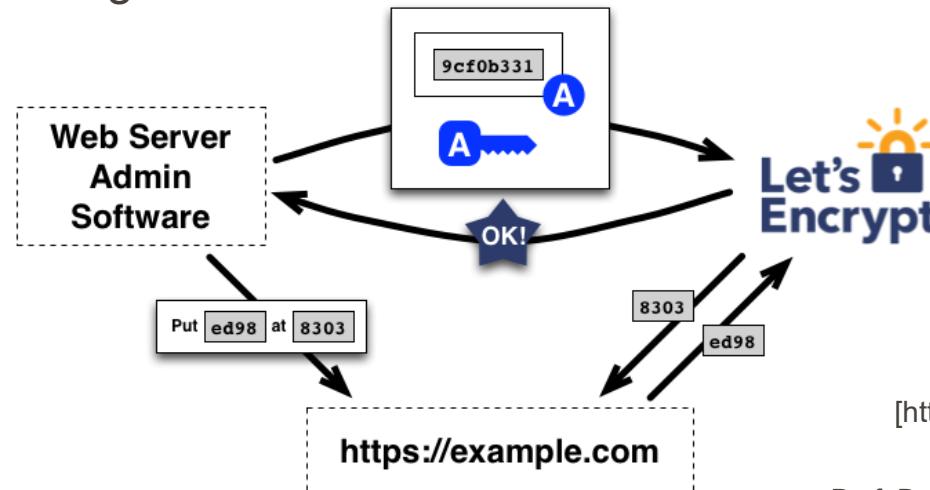 9cf0b331
A
A
Web Server
Admin
Software
Let's
Encrypt
OK!
Put ed98 at 8303
8303
ed98
https://example.com